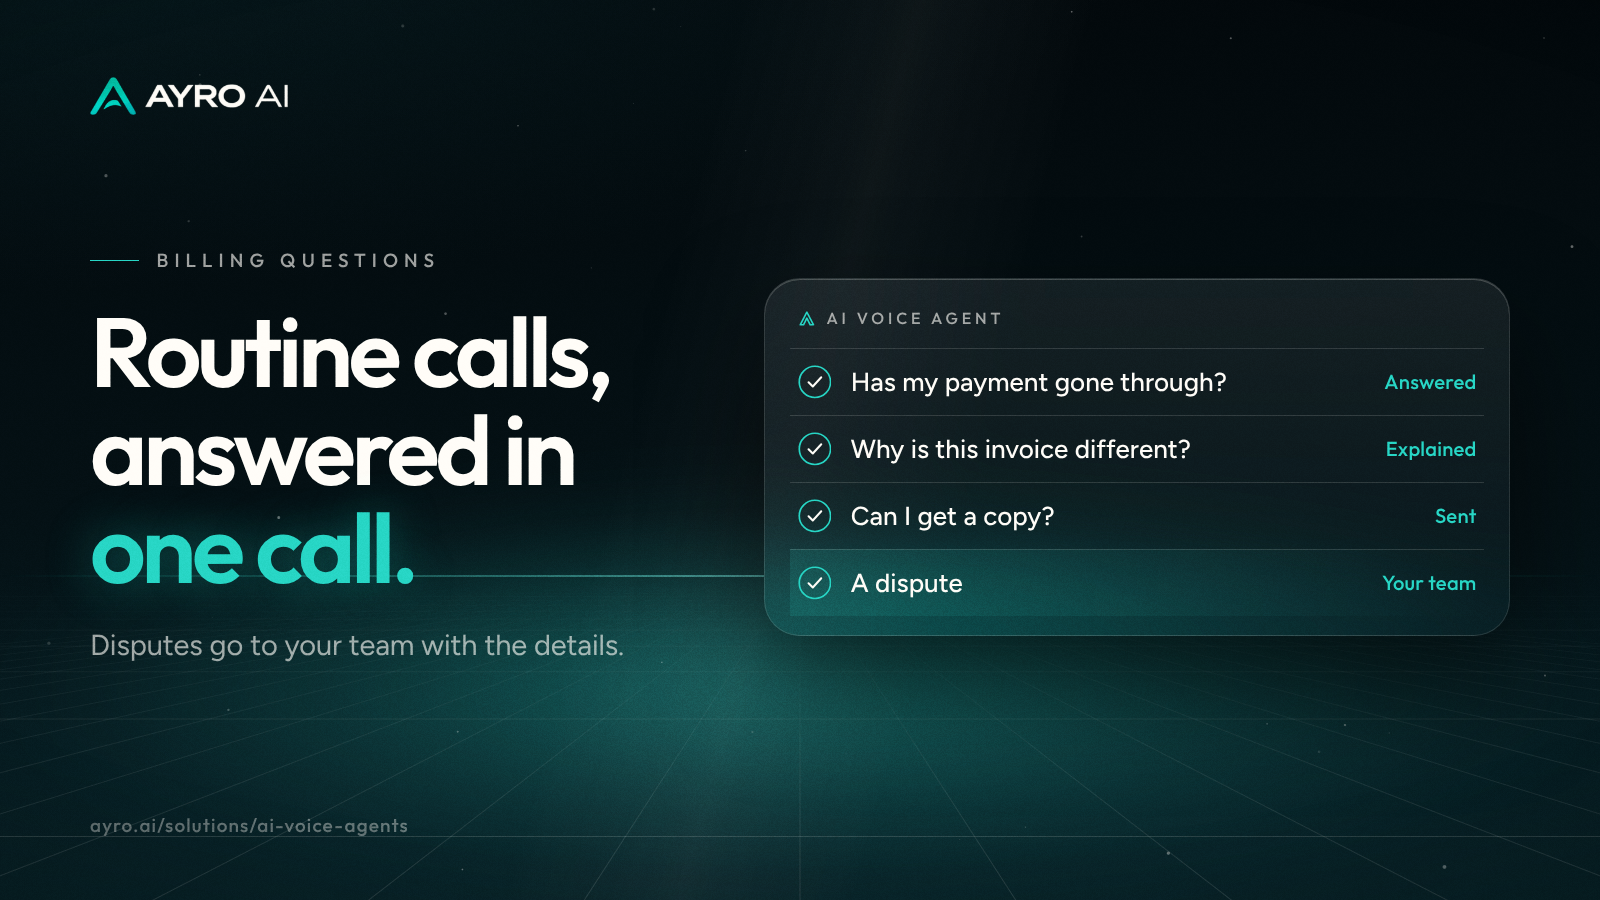 AYRO AI
BILLING QUESTIONS
Routine calls,
answered in
one call.
Disputes go to your team with the details.
ayro.ai/solutions/ai-voice-agents
AI VOICE AGENT
Has my payment gone through? Answered
Why is this invoice different? Explained
Can I get a copy? Sent
A dispute Your team